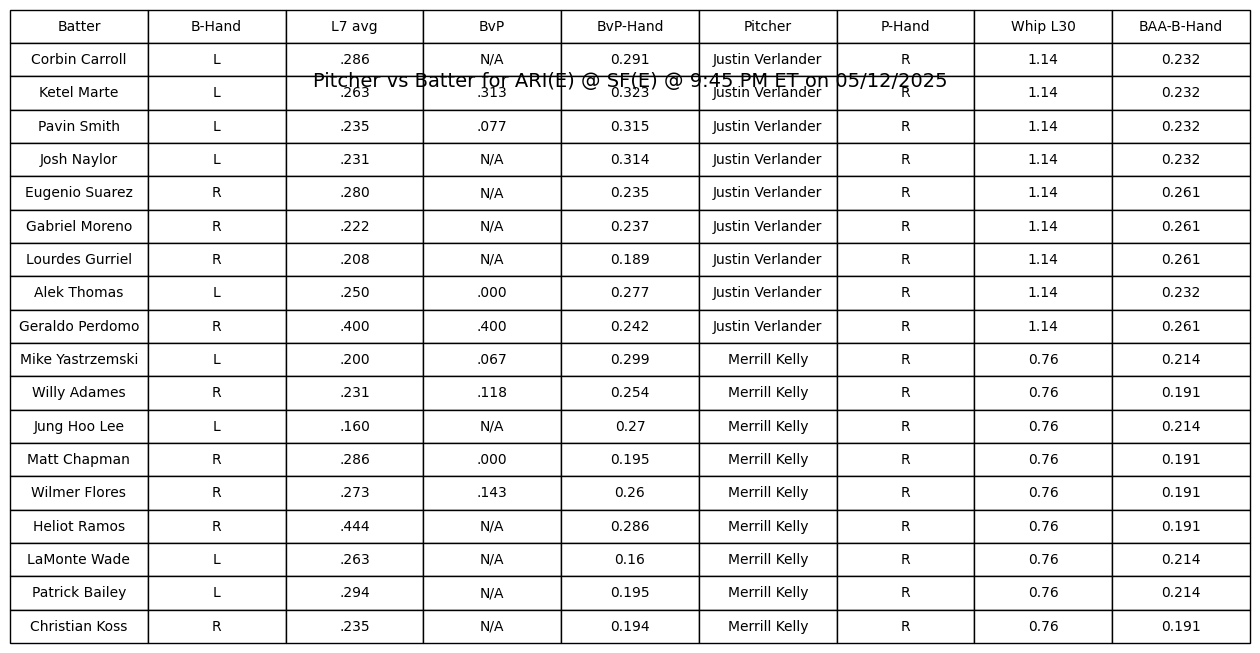 Batter B-Hand L7 avg BvP BvP-Hand Pitcher P-Hand Whip L30 BAA-B-Hand
Corbin Carroll L .286 N/A 0.291 Justin Verlander R 1.14 0.232
Pitcher vs Batter for ARI(E) @ SF(E) @ 9:45 PM ET on 05/12/2025
Ketel Marte L .263 .313 0.323 Justin Verlander R 1.14 0.232
Pavin Smith L .235 .077 0.315 Justin Verlander R 1.14 0.232
Josh Naylor L .231 N/A 0.314 Justin Verlander R 1.14 0.232
Eugenio Suarez R .280 N/A 0.235 Justin Verlander R 1.14 0.261
Gabriel Moreno R .222 N/A 0.237 Justin Verlander R 1.14 0.261
Lourdes Gurriel R .208 N/A 0.189 Justin Verlander R 1.14 0.261
Alek Thomas L .250 .000 0.277 Justin Verlander R 1.14 0.232
Geraldo Perdomo R .400 .400 0.242 Justin Verlander R 1.14 0.261
Mike Yastrzemski L .200 .067 0.299 Merrill Kelly R 0.76 0.214
Willy Adames R .231 .118 0.254 Merrill Kelly R 0.76 0.191
Jung Hoo Lee L .160 N/A 0.27 Merrill Kelly R 0.76 0.214
Matt Chapman R .286 .000 0.195 Merrill Kelly R 0.76 0.191
Wilmer Flores R .273 .143 0.26 Merrill Kelly R 0.76 0.191
Heliot Ramos R .444 N/A 0.286 Merrill Kelly R 0.76 0.191
LaMonte Wade L .263 N/A 0.16 Merrill Kelly R 0.76 0.214
Patrick Bailey L .294 N/A 0.195 Merrill Kelly R 0.76 0.214
Christian Koss R .235 N/A 0.194 Merrill Kelly R 0.76 0.191